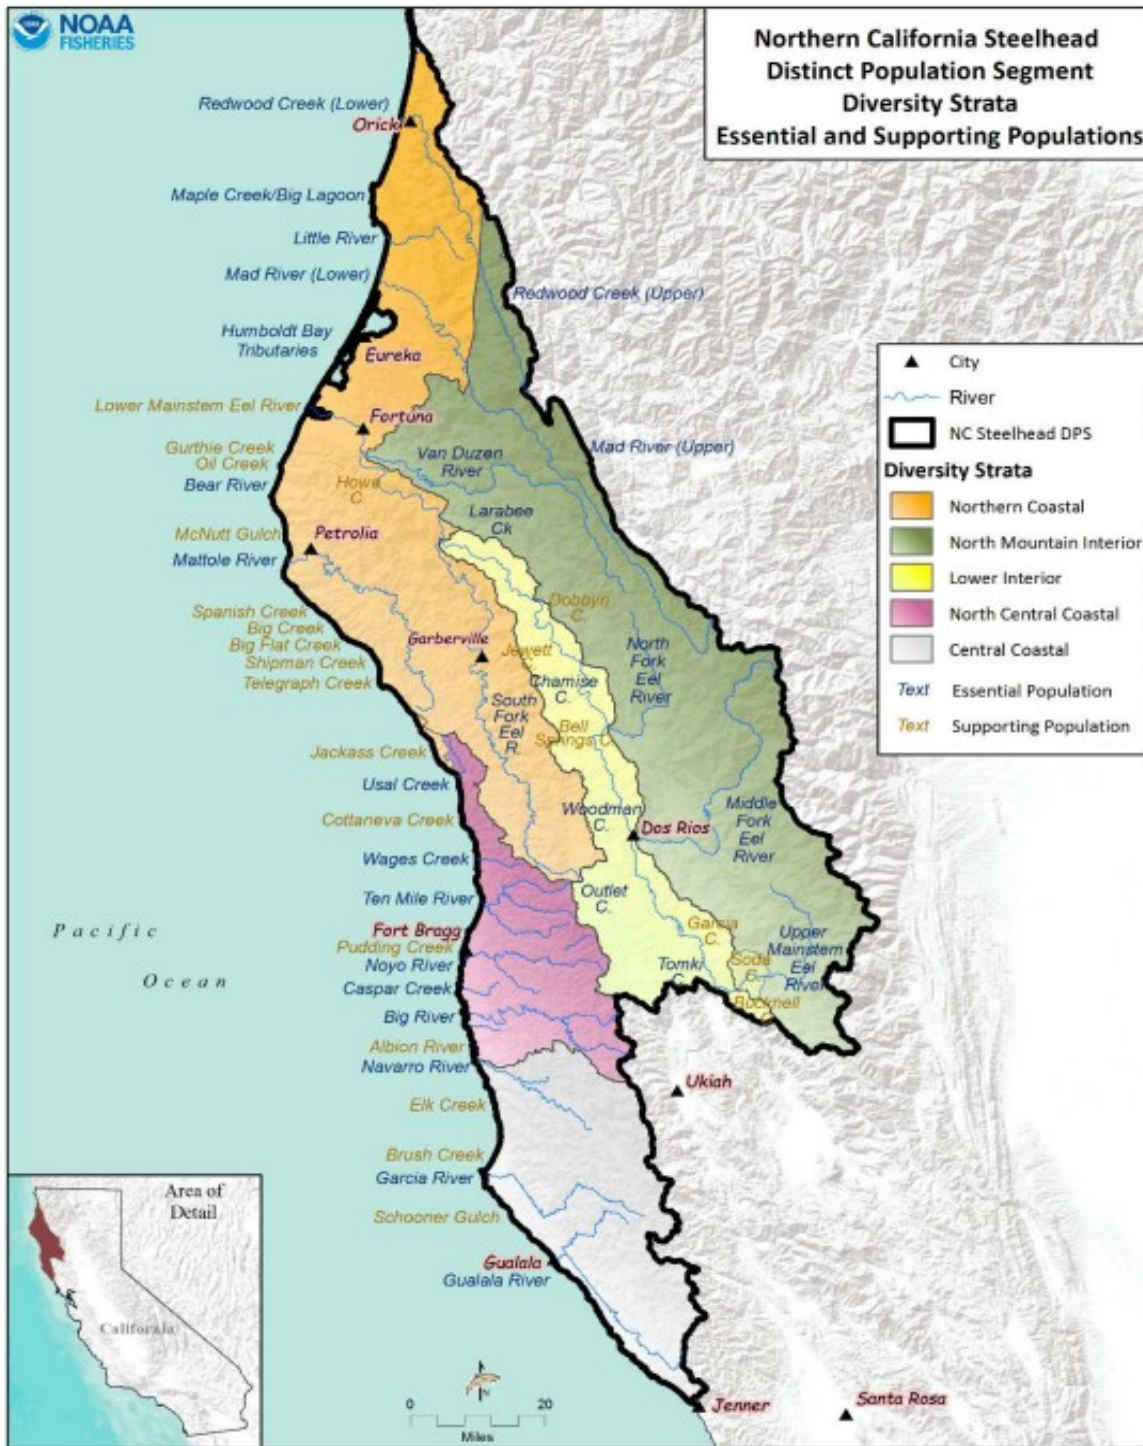 NOAA
FISHERIES
Northern California Steelhead
Distinct Population Segment
Diversity Strata
Essential and Supporting Populations
Redwood Creek (Lower)
Orick
Maple Creek/Big Lagoon
Little River
Mad River (Lower)
Redwood Creek (Upper)
Humboldt Bay
Tributaries
Eureka
Lower Mainstem Eel River
Fortuna
Gurthie Creek
Oil Creek
Bear River
Howe
C.
Van Duzen
River
Mad River (Upper)
Larabee
Ck
McNutt Gulch
Petrolia
Mattole River
Spanish Creek
Big Creek
Big Flat Creek
Shipman Creek
Telegraph Creek
Garberville
Dobbyn
C.
Jewett
Chamise
C.
North
Fork
Eel
River
South
Fork
Eel
R.
Bell
Springs C.
Jackass Creek
Usal Creek
Cottaneva Creek
Wages Creek
Ten Mile River
Woodman
C.
Dos Rios
Middle
Fork
Eel
River
Outlet
C.
Garcia
C.
Soda
C.
Upper
Mainstem
Eel
River
Tomki
C.
Bucknell
Fort Bragg
Pudding Creek
Noyo River
Caspar Creek
Big River
Albion River
Navarro River
Elk Creek
Ukiah
Brush Creek
Garcia River
Schooner Gulch
Gualala
Gualala River
Jenner
Santa Rosa
Pacific
Ocean
City
River
NC Steelhead DPS
Diversity Strata
Northern Coastal
North Mountain Interior
Lower Interior
North Central Coastal
Central Coastal
Text Essential Population
Text Supporting Population
Area of
Detail
California
N
0 20
Miles